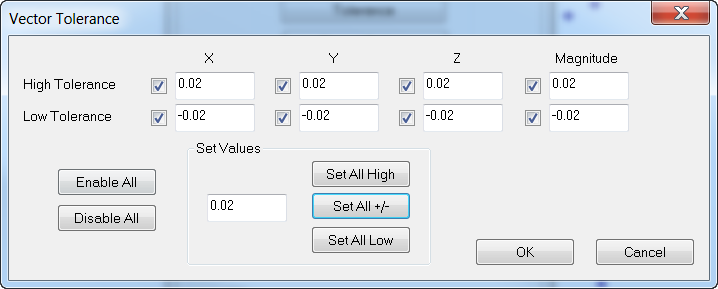 Tolerance
Vector Tolerance
X Y Z Magnitude
High Tolerance 0.02 0.02 0.02 0.02
Low Tolerance -0.02 -0.02 -0.02 -0.02
Set Values
Enable All
Disable All
0.02
Set All High
Set All +/-
Set All Low
OK Cancel